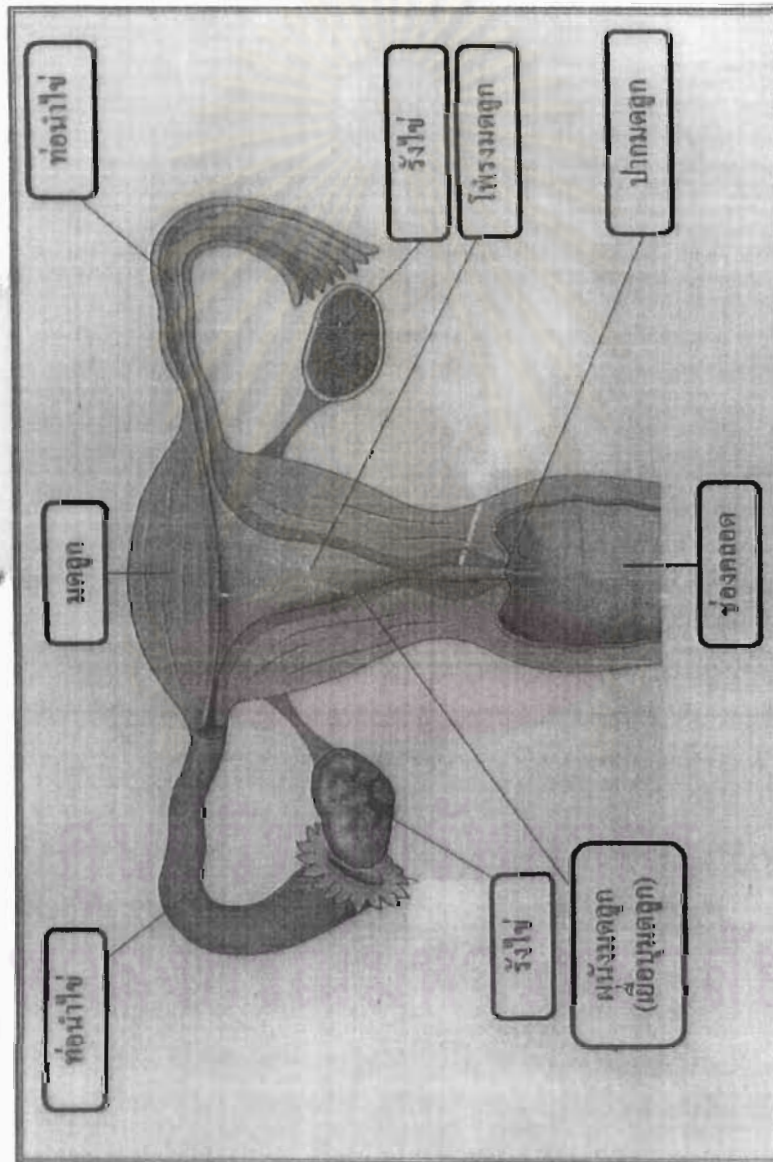 ท่อนำไข่
มดลูก
ท่อนำไข่
รังไข่
โพรงมดลูก
รังไข่
ผนังมดลูก
(เยื่อบุมดลูก)
ปากมดลูก
ช่องคลอด